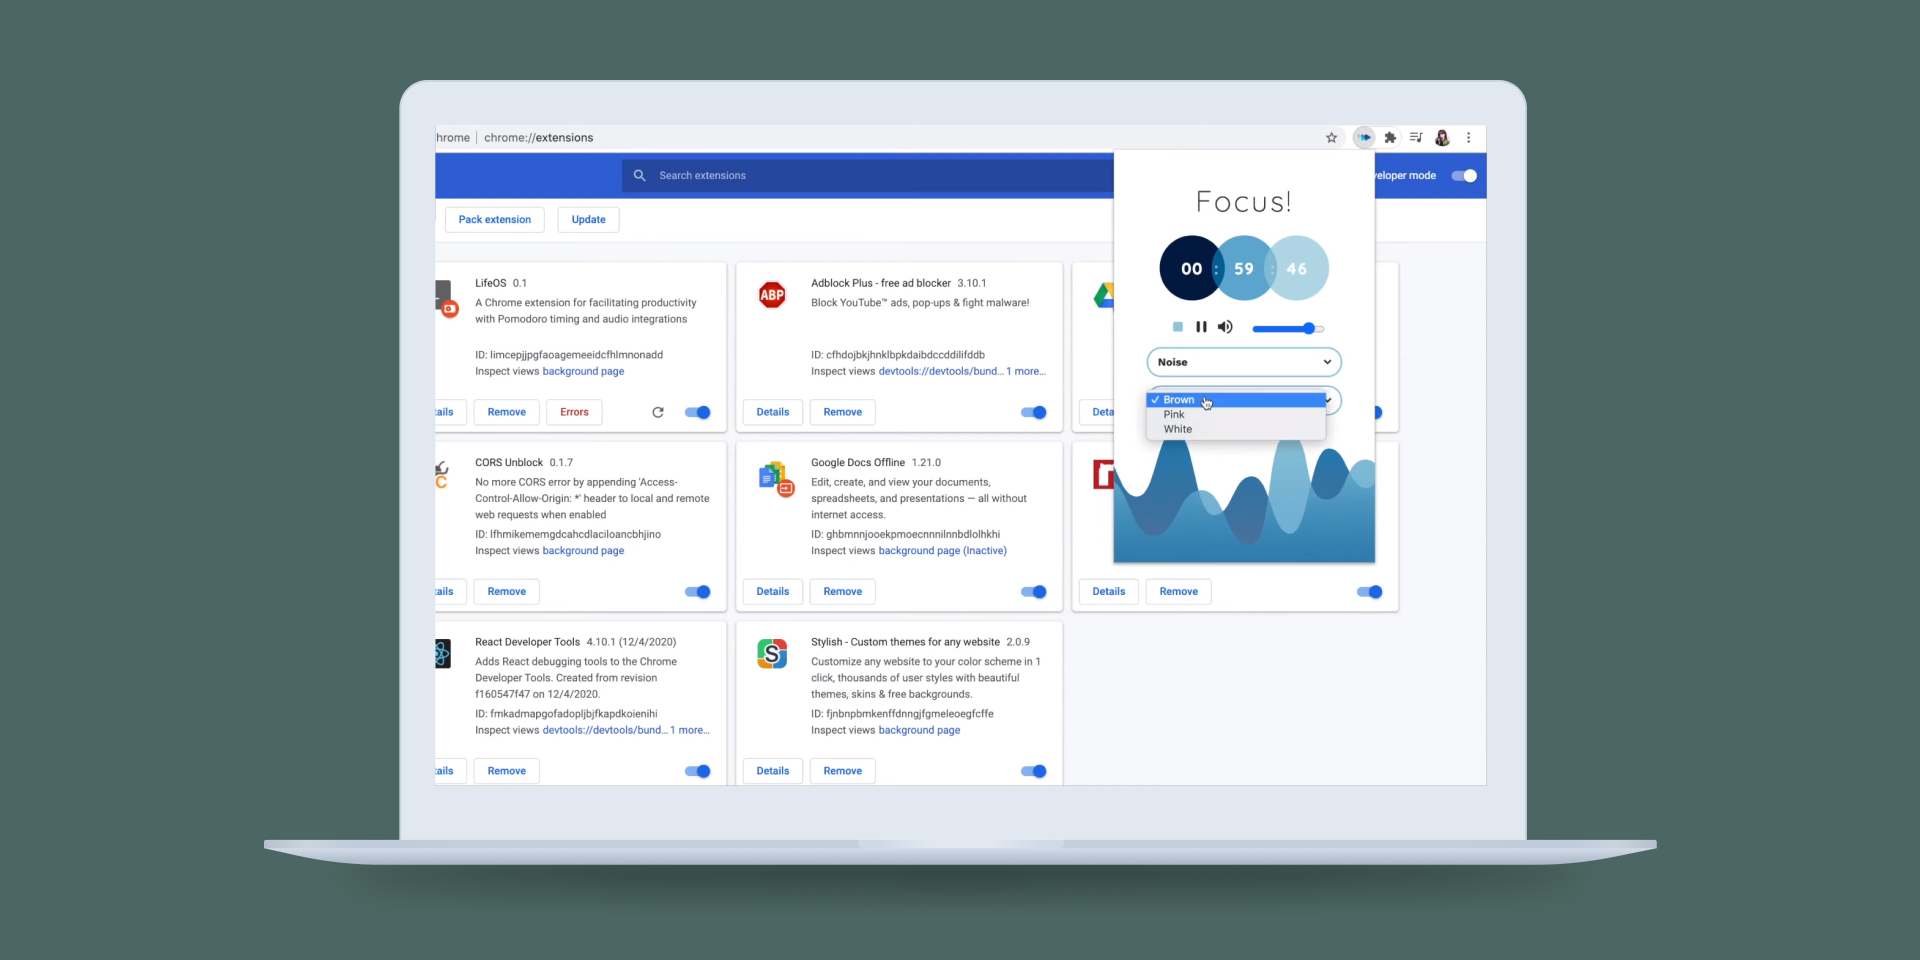 hrome | chrome://extensions
Search extensions
veloper mode
Pack extension
Update
Focus!
00 : 59 : 46
Noise
✓ Brown
Pink
White
LifeOS 0.1
A Chrome extension for facilitating productivity
with Pomodoro timing and audio integrations
ID: limcepjjpgfaoagemeeidcfhlmnonadd
Inspect views background page
tails
Remove
Errors
ABP
Adblock Plus - free ad blocker 3.10.1
Block YouTube™ ads, pop-ups & fight malware!
ID: cfhdojbkjhnklbpkdaibdccddilifddb
Inspect views devtools://devtools/bund... 1 more...
Details
Remove
Deta
C
CORS Unblock 0.1.7
No more CORS error by appending 'Access-
Control-Allow-Origin: *' header to local and remote
web requests when enabled
ID: lfhmikememgdcahcdlaciloancbhjino
Inspect views background page
tails
Remove
Google Docs Offline 1.21.0
Edit, create, and view your documents,
spreadsheets, and presentations — all without
internet access.
ID: ghbmnnjooekpmoecnnnilnnbdlolhkhi
Inspect views background page (Inactive)
Details
Remove
Details
Remove
React Developer Tools 4.10.1 (12/4/2020)
Adds React debugging tools to the Chrome
Developer Tools. Created from revision
f160547f47 on 12/4/2020.
ID: fmkadmapgofadopljbjfkapdkoienihi
Inspect views devtools://devtools/bund... 1 more...
tails
Remove
S
Stylish - Custom themes for any website 2.0.9
Customize any website to your color scheme in 1
click, thousands of user styles with beautiful
themes, skins & free backgrounds.
ID: fjnbnpbmkenffdnngjfgmeleoegfcffe
Inspect views background page
Details
Remove